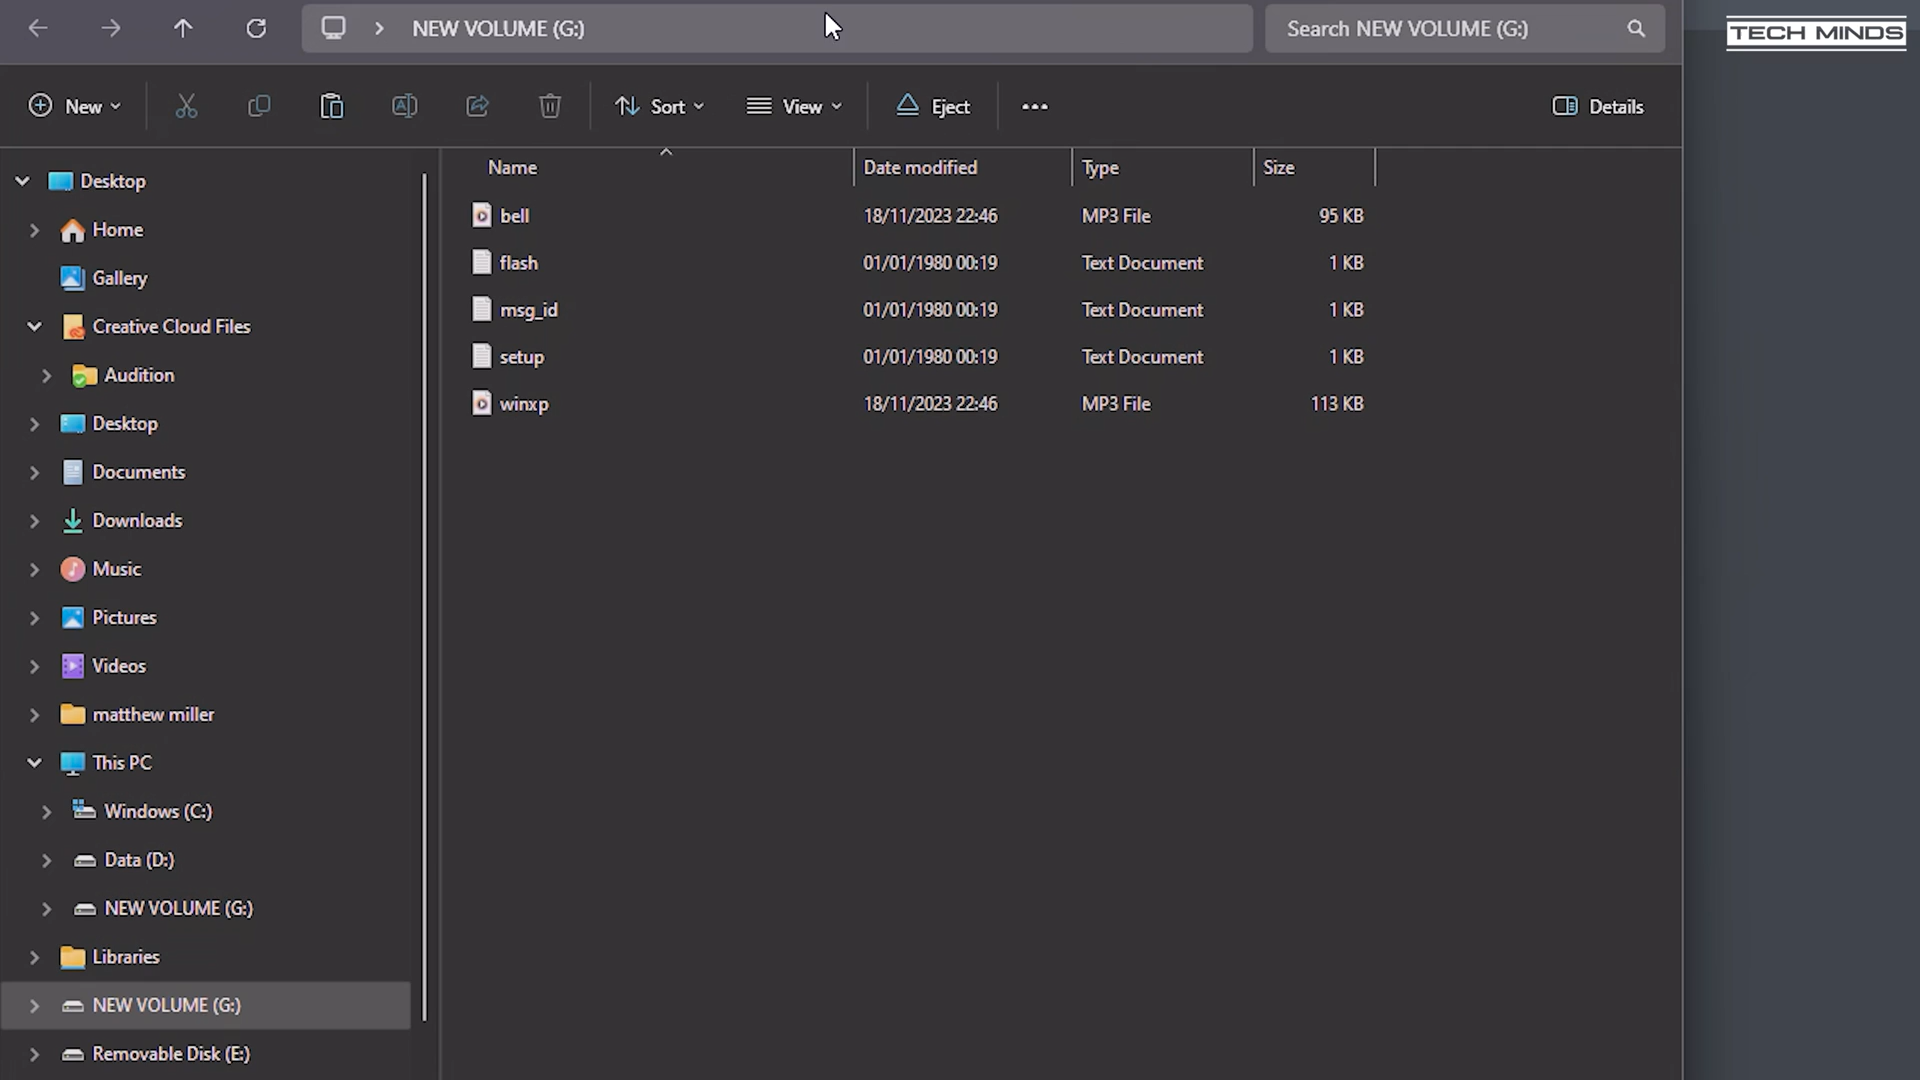 NEW VOLUME (G:)
Search NEW VOLUME (G:)
TECH MINDS
New
Sort
View
Eject
Details
Name Date modified Type Size
bell 18/11/2023 22:46 MP3 File 95 KB
flash 01/01/1980 00:19 Text Document 1 KB
msg_id 01/01/1980 00:19 Text Document 1 KB
setup 01/01/1980 00:19 Text Document 1 KB
winxp 18/11/2023 22:46 MP3 File 113 KB
Desktop
Home
Gallery
Creative Cloud Files
Audition
Desktop
Documents
Downloads
Music
Pictures
Videos
matthew miller
This PC
Windows (C:)
Data (D:)
NEW VOLUME (G:)
Libraries
NEW VOLUME (G:)
Removable Disk (E:)